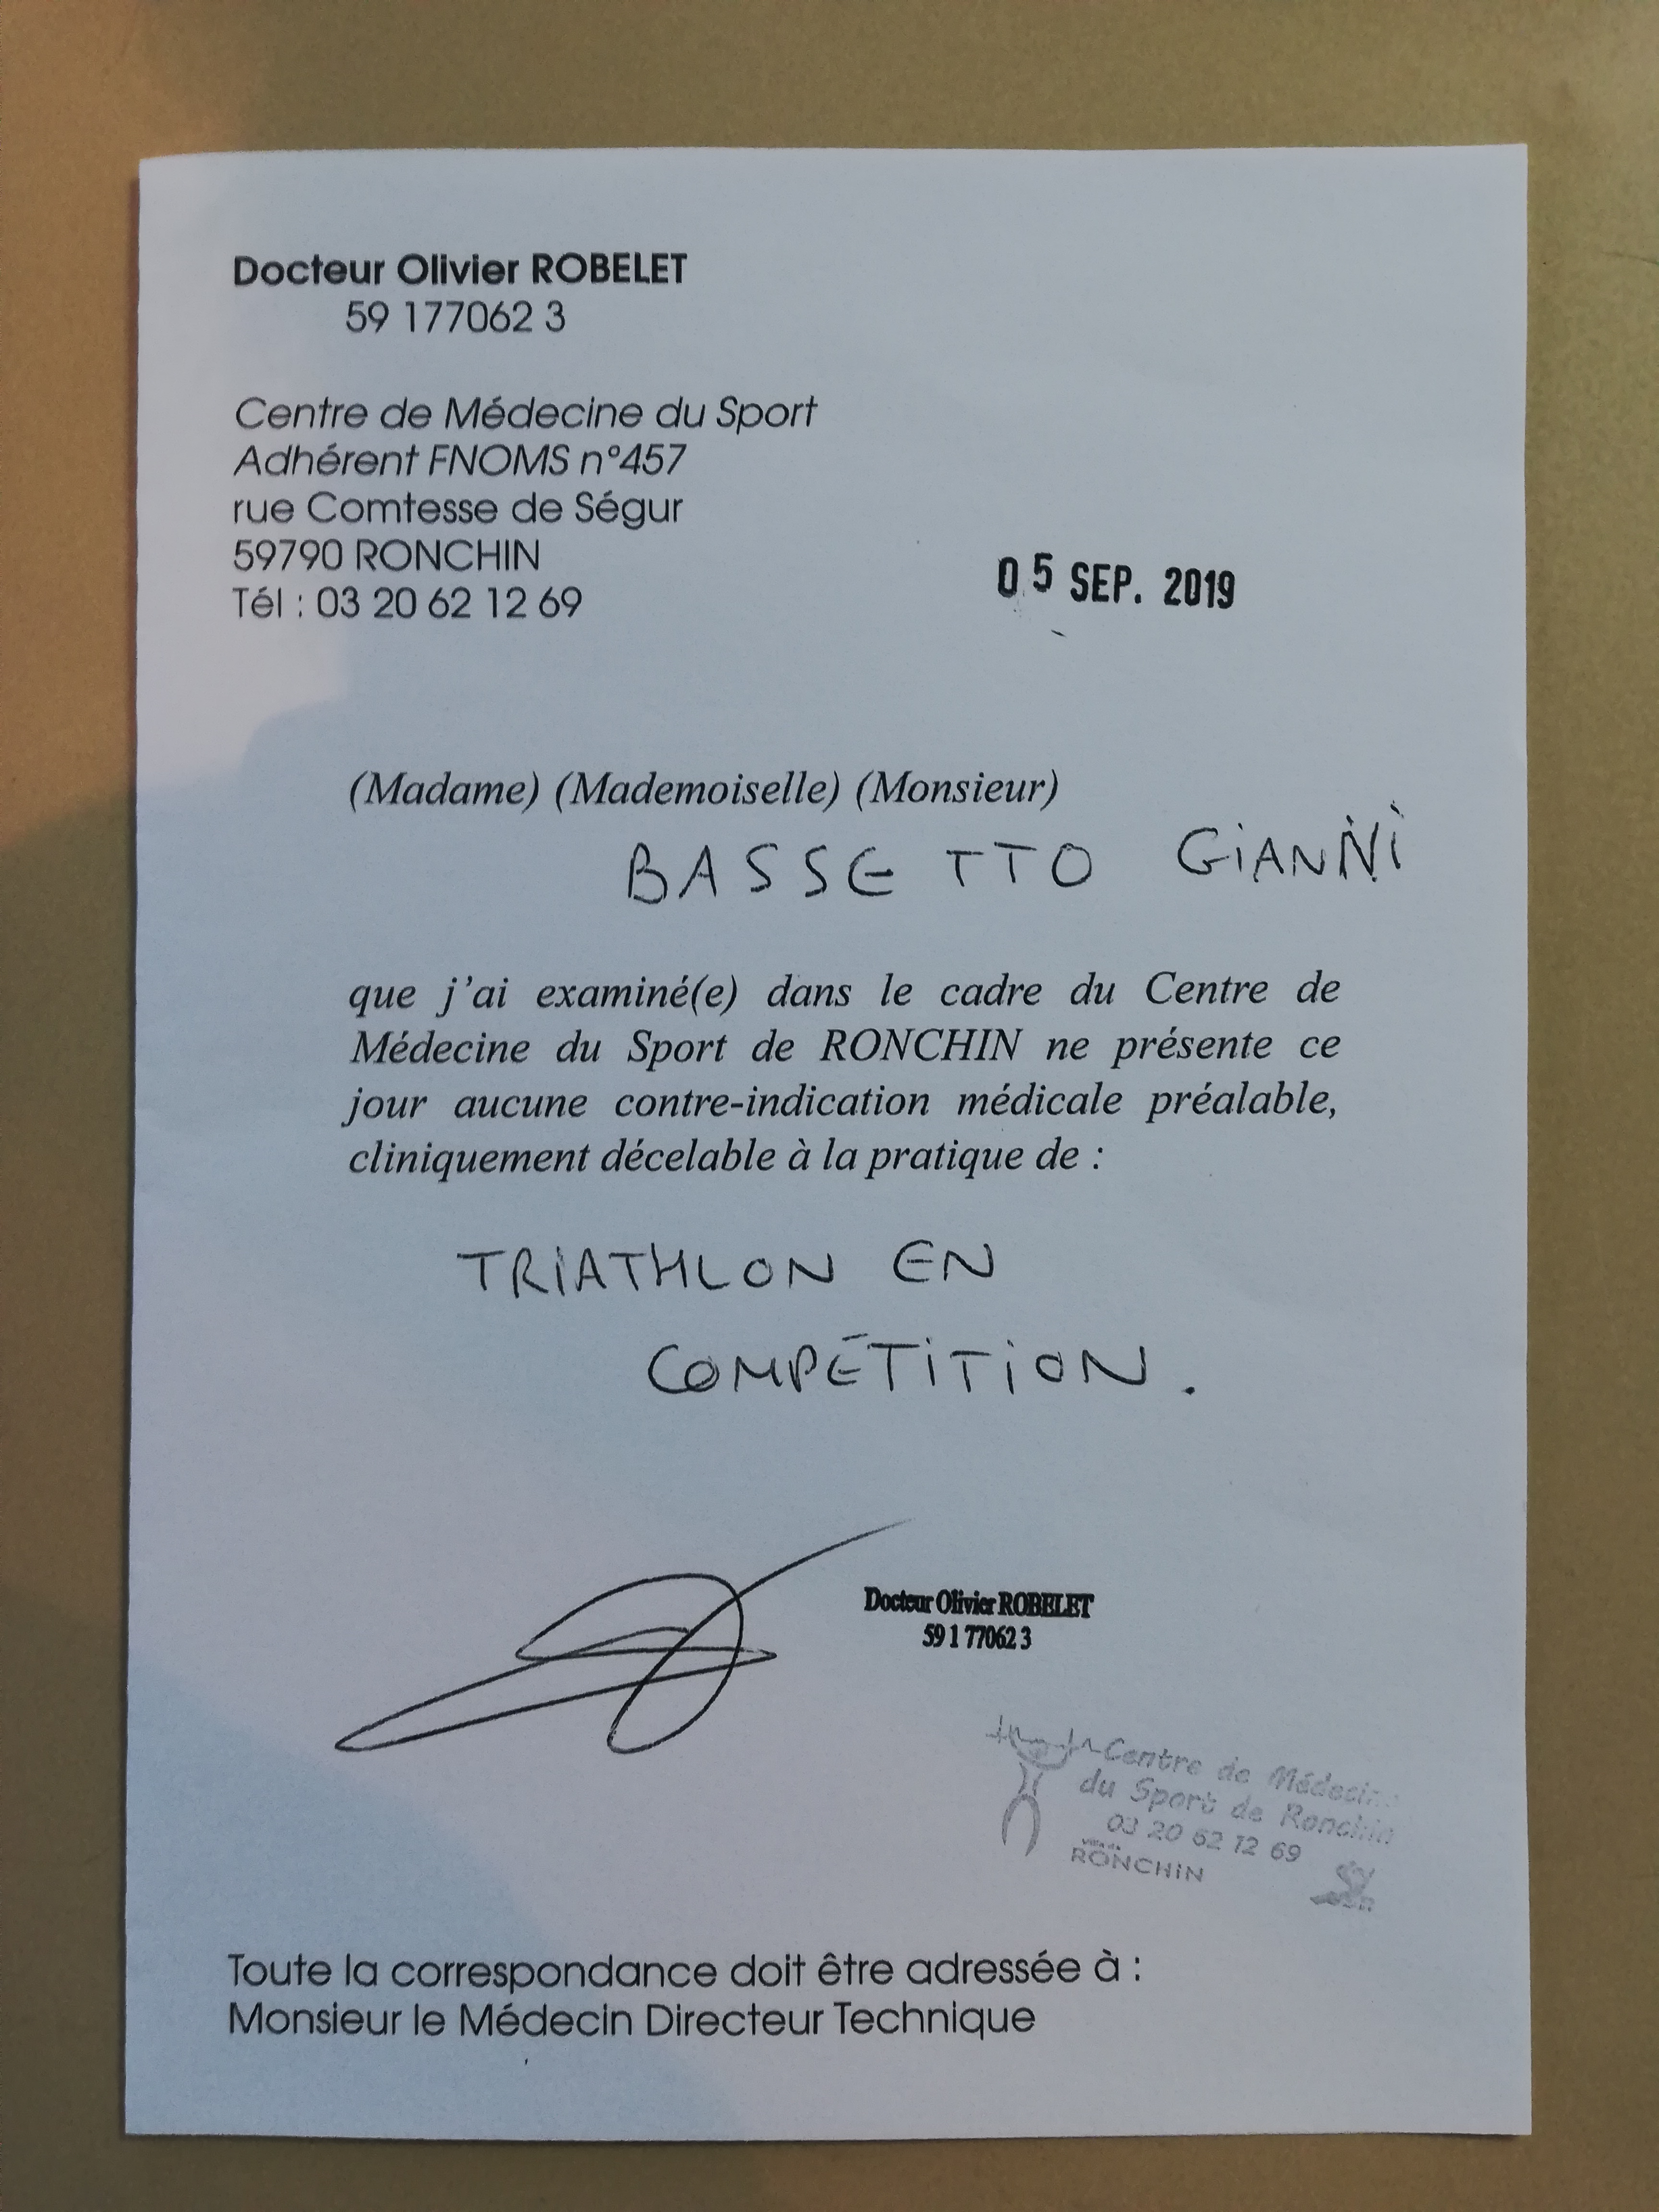 Docteur Olivier ROBELET
59 177062 3
Centre de Médecine du Sport
Adhérent FNOMS n°457
rue Comtesse de Ségur
59790 RONCHIN
Tél : 03 20 62 12 69
05 SEP. 2019
(Madame) (Mademoiselle) (Monsieur)
BASSETTO GIANNI
que j'ai examiné(e) dans le cadre du Centre de
Médecine du Sport de RONCHIN ne présente ce
jour aucune contre-indication médicale préalable,
cliniquement décelable à la pratique de :
TRIATHLON EN
COMPÉTITION.
Docteur Olivier ROBELET
59 1 77062 3
Centre de Médecine
du Sport de Ronchin
03 20 62 12 69
RONCHIN
Toute la correspondance doit être adressée à :
Monsieur le Médecin Directeur Technique